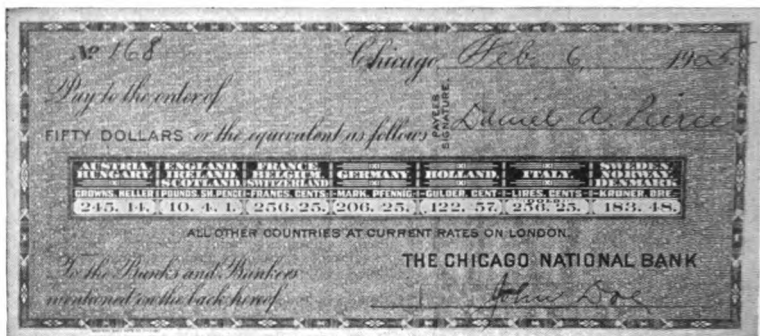 No 168 Chicago, Feb. 6, 1905
Pay to the order of
PAYEE'S SIGNATURE. Daniel A. Pierce
FIFTY DOLLARS or the equivalent as follows
AUSTRIA HUNGARY. ENGLAND IRELAND SCOTLAND FRANCE BELGIUM, SWITZERLAND GERMANY HOLLAND. ITALY. SWEDEN NORWAY DENMARK
CROWNS, HELLER POUNDS. SH. PENCE FRANCS. CENTS MARK. PFENNIG. GULDER. CENT LIRES. CENTS KRONER, ORE
245. 14. 10. 4. 1. 256. 25. 206. 25. 122. 57. GOLD 256. 25. 183. 48.
ALL OTHER COUNTRIES AT CURRENT RATES ON LONDON.
To the Banks and Bankers THE CHICAGO NATIONAL BANK
mentioned on the back hereof. John Doe